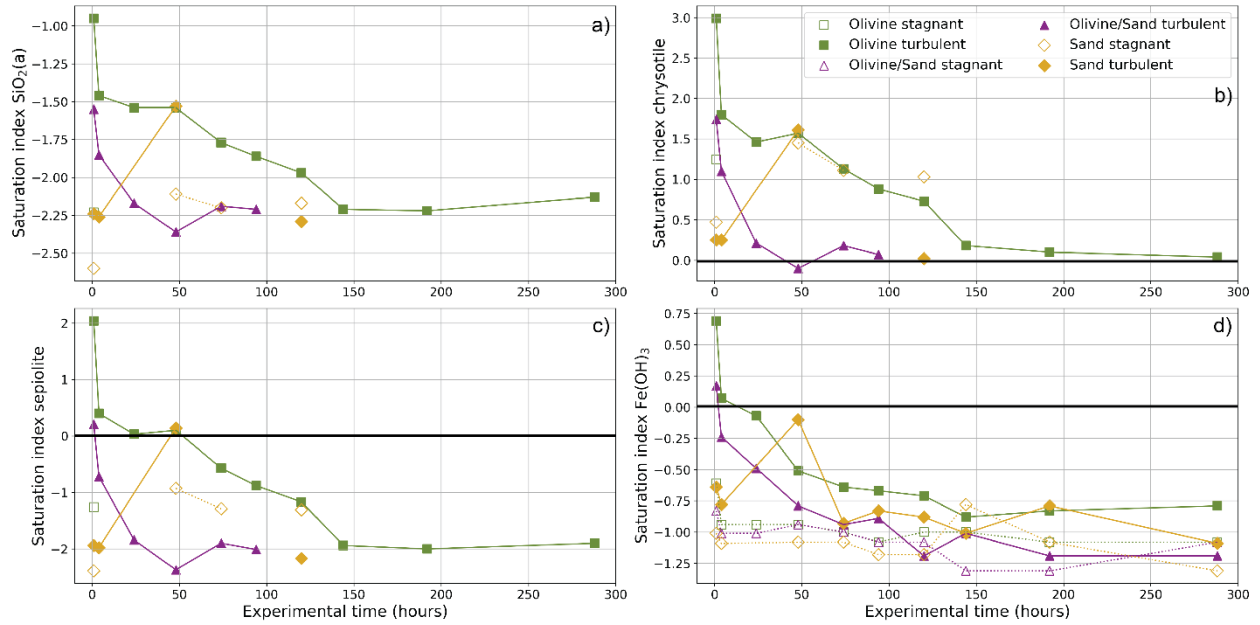 Saturation index SiO₂(a)
−1.00
−1.25
−1.50
−1.75
−2.00
−2.25
−2.50
0 50 100 150 200 250 300
a)
Saturation index chrysotile
3.0
2.5
2.0
1.5
1.0
0.5
0.0
0 50 100 150 200 250 300
Olivine stagnant
Olivine turbulent
Olivine/Sand stagnant
Olivine/Sand turbulent
Sand stagnant
Sand turbulent
b)
Saturation index sepiolite
2
1
0
−1
−2
0 50 100 150 200 250 300
Experimental time (hours)
c)
Saturation index Fe(OH)₃
0.75
0.50
0.25
0.00
−0.25
−0.50
−0.75
−1.00
−1.25
0 50 100 150 200 250 300
Experimental time (hours)
d)